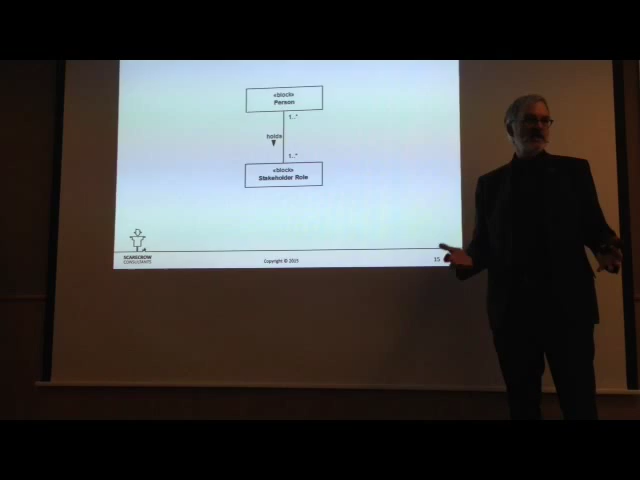 «block»
Person
1..*
holds
1..*
«block»
Stakeholder Role
SCARECROW
CONSULTANTS
Copyright © 2015
15